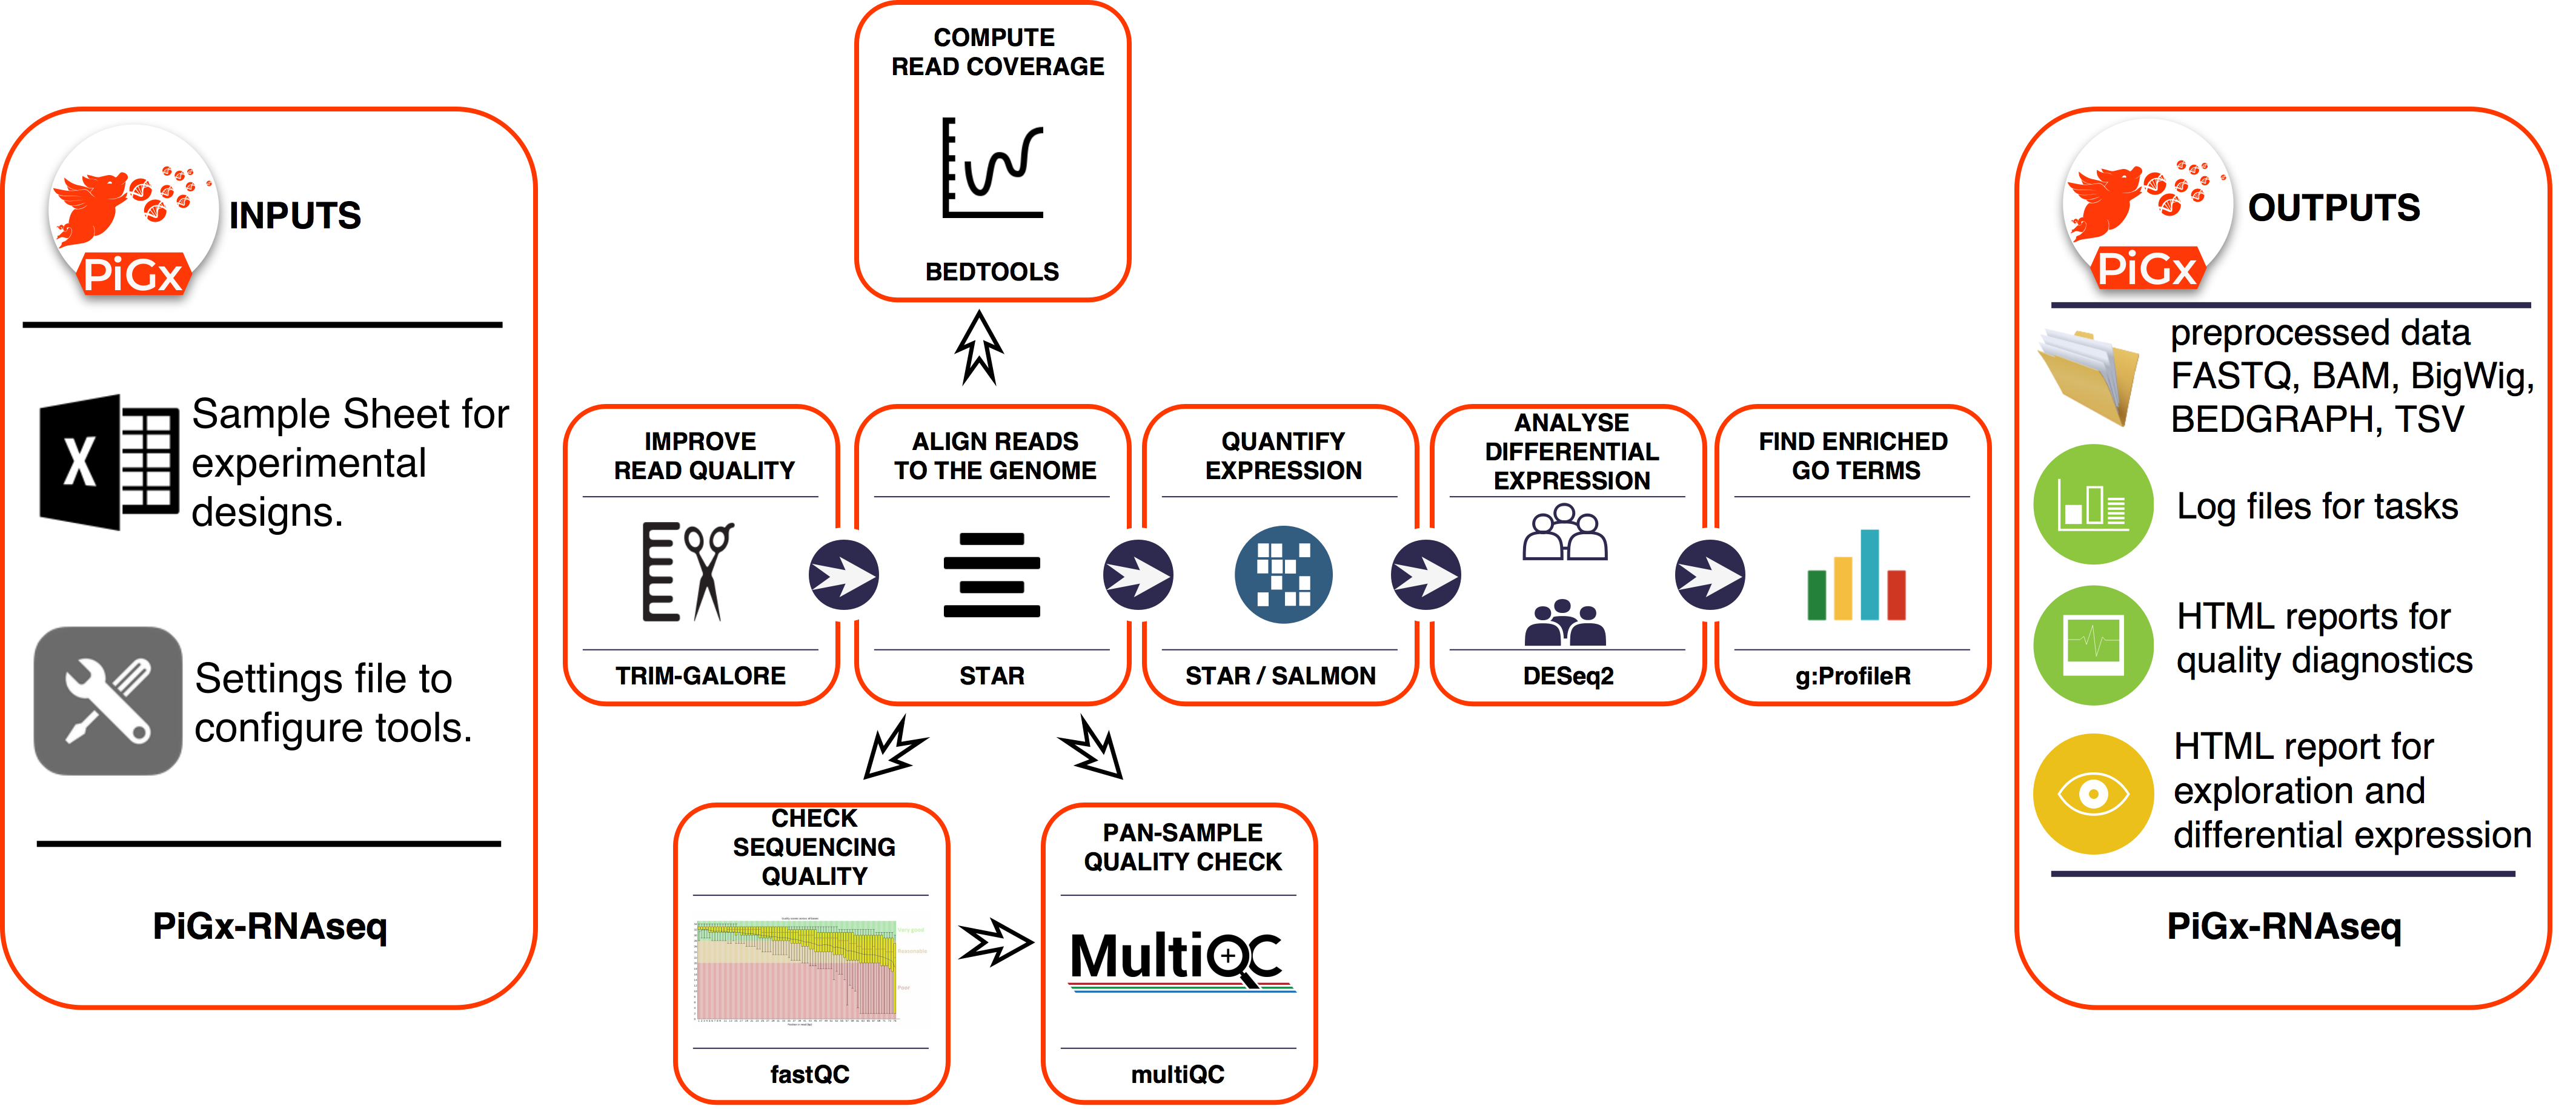 COMPUTE
READ COVERAGE
BEDTOOLS
PiGx
INPUTS
Sample Sheet for
experimental
designs.
Settings file to
configure tools.
PiGx-RNAseq
IMPROVE
READ QUALITY
TRIM-GALORE
ALIGN READS
TO THE GENOME
STAR
QUANTIFY
EXPRESSION
STAR / SALMON
ANALYSE
DIFFERENTIAL
EXPRESSION
DESeq2
FIND ENRICHED
GO TERMS
g:ProfileR
CHECK
SEQUENCING
QUALITY
fastQC
PAN-SAMPLE
QUALITY CHECK
MultiQC
multiQC
PiGx
OUTPUTS
preprocessed data
FASTQ, BAM, BigWig,
BEDGRAPH, TSV
Log files for tasks
HTML reports for
quality diagnostics
HTML report for
exploration and
differential expression
PiGx-RNAseq